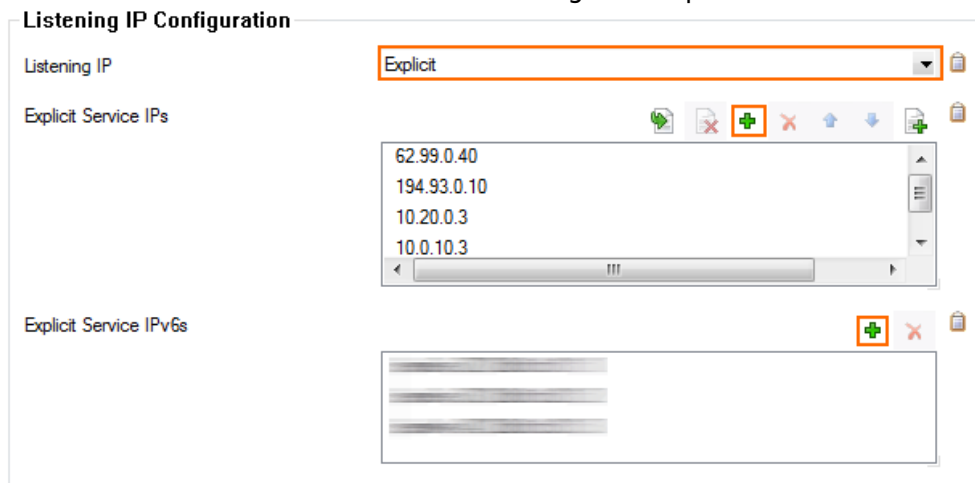 Listening IP Configuration
Listening IP
Explicit
Explicit Service IPs
62.99.0.40
194.93.0.10
10.20.0.3
10.0.10.3
Explicit Service IPv6s